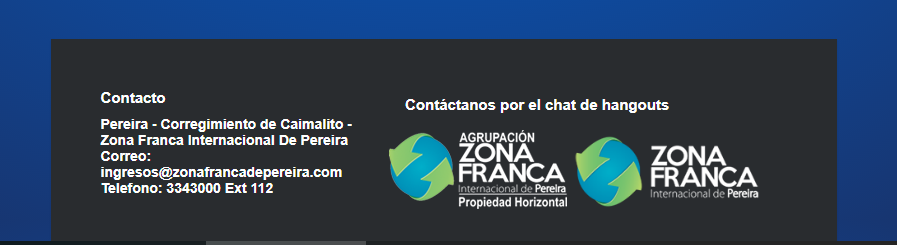 Contacto
Pereira - Corregimiento de Caimalito -
Zona Franca Internacional De Pereira
Correo:
ingresos@zonafrancadepereira.com
Telefono: 3343000 Ext 112
Contáctanos por el chat de hangouts
AGRUPACIÓN
ZONA
FRANCA
Internacional de Pereira
Propiedad Horizontal
ZONA
FRANCA
Internacional de Pereira